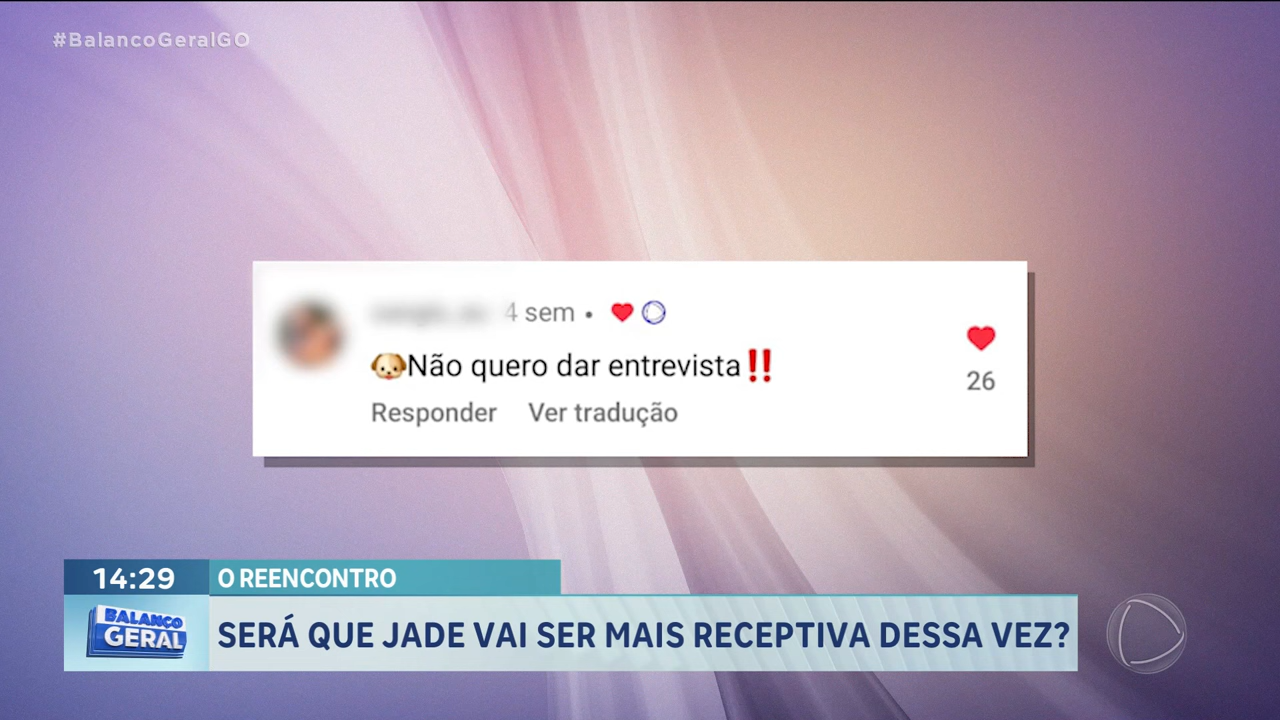 #BalancoGeralGO
4 sem •
Não quero dar entrevista‼
Responder Ver tradução
26
14:29
O REENCONTRO
BALANÇO
GERAL
SERÁ QUE JADE VAI SER MAIS RECEPTIVA DESSA VEZ?